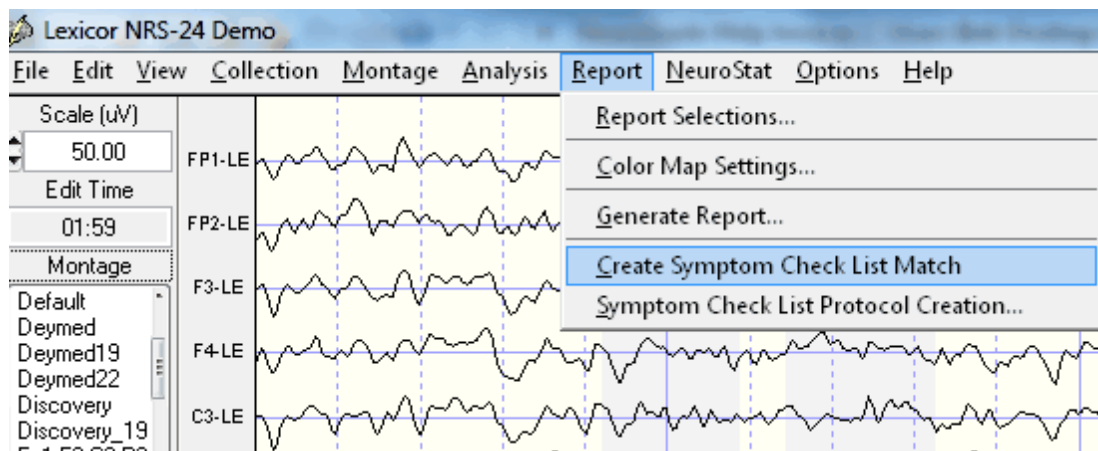 Lexicor NRS-24 Demo
File Edit View Collection Montage Analysis Report NeuroStat Options Help
Scale (uV)
50.00
Edit Time
01:59
Montage
Default
Deymed
Deymed19
Deymed22
Discovery
Discovery_19
FP1-LE
FP2-LE
F3-LE
F4-LE
C3-LE
Report Selections...
Color Map Settings...
Generate Report...
Create Symptom Check List Match
Symptom Check List Protocol Creation...